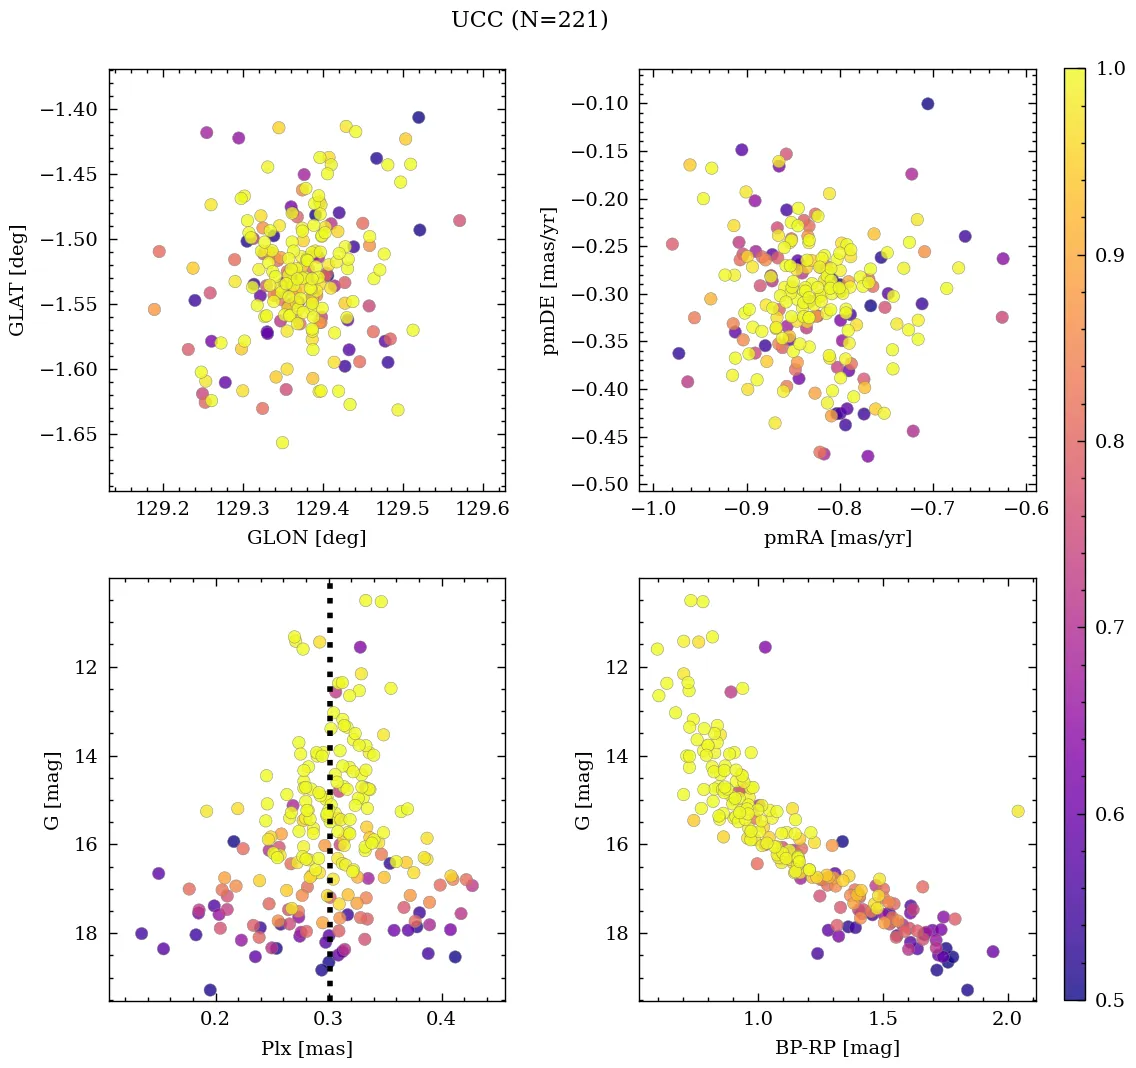 UCC (N=221)
−1.40
−1.45
−1.50
−1.55
−1.60
−1.65
GLAT [deg]
129.2 129.3 129.4 129.5 129.6
GLON [deg]
−0.10
−0.15
−0.20
−0.25
−0.30
−0.35
−0.40
−0.45
−0.50
pmDE [mas/yr]
−1.0 −0.9 −0.8 −0.7 −0.6
pmRA [mas/yr]
12
14
16
18
G [mag]
0.2 0.3 0.4
Plx [mas]
12
14
16
18
G [mag]
1.0 1.5 2.0
BP-RP [mag]
1.0
0.9
0.8
0.7
0.6
0.5